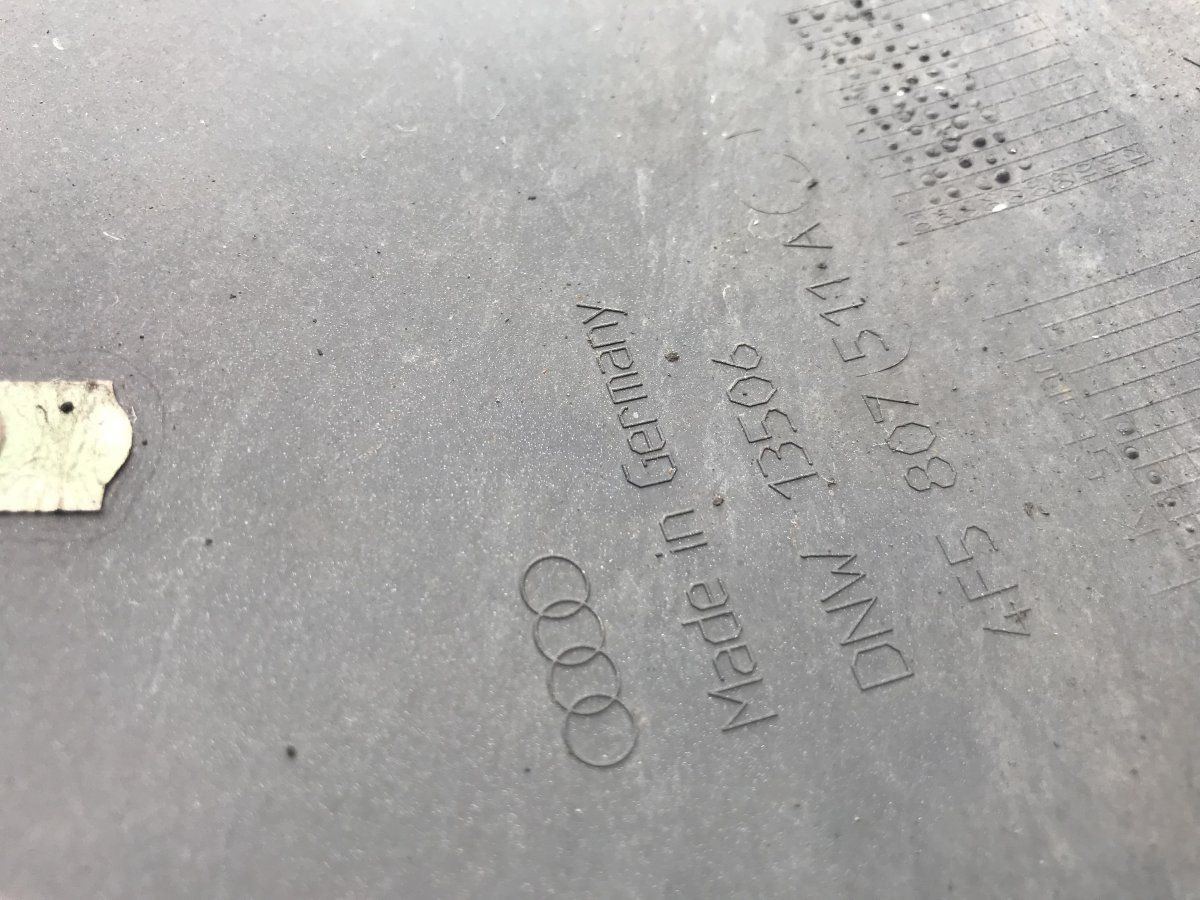 4F5 807 (511 A )
DNW 13506
Made in Germany